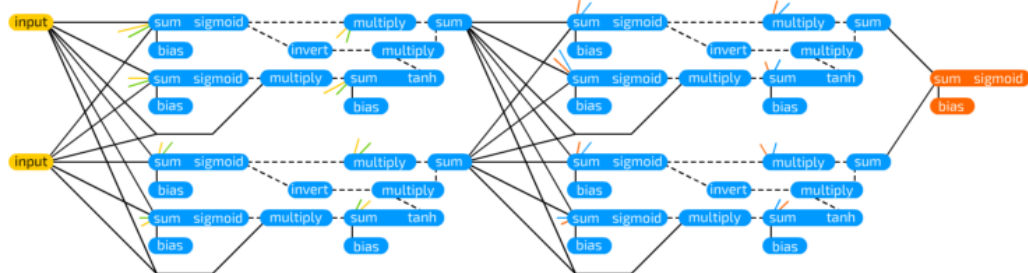 input sum sigmoid multiply sum sum sigmoid multiply sum
bias invert multiply bias invert multiply
sum sigmoid multiply sum tanh sum sigmoid multiply sum tanh sum sigmoid
bias bias bias bias bias
input sum sigmoid multiply sum sum sigmoid multiply sum
bias invert multiply bias invert multiply
sum sigmoid multiply sum tanh sum sigmoid multiply sum tanh
bias bias bias bias